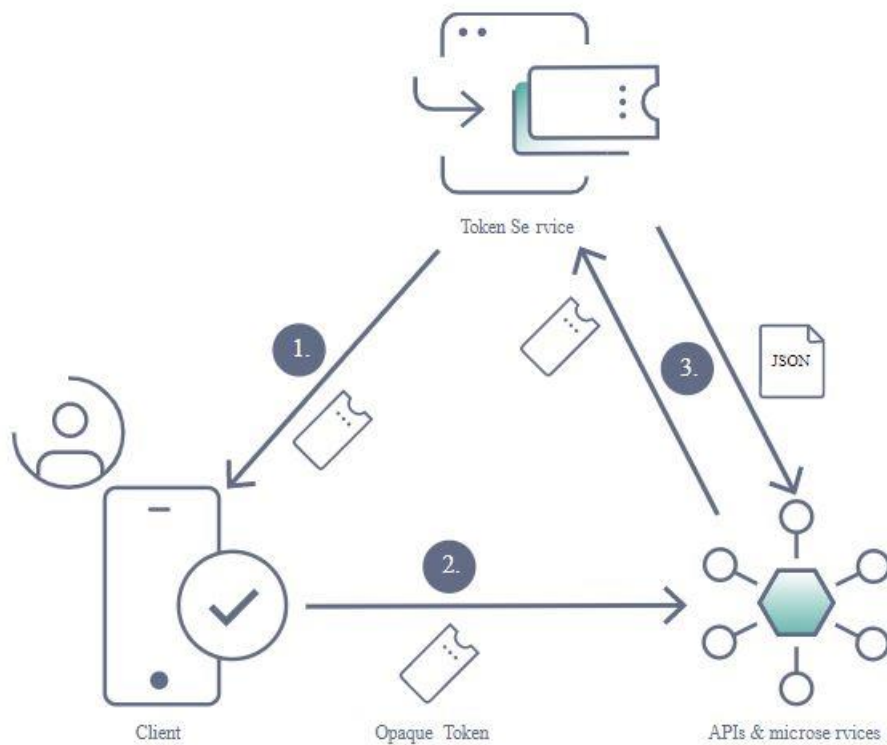 Token Se rvice
1.
3.
JSON
2.
Client
Opaque Token
APIs & microse rvices